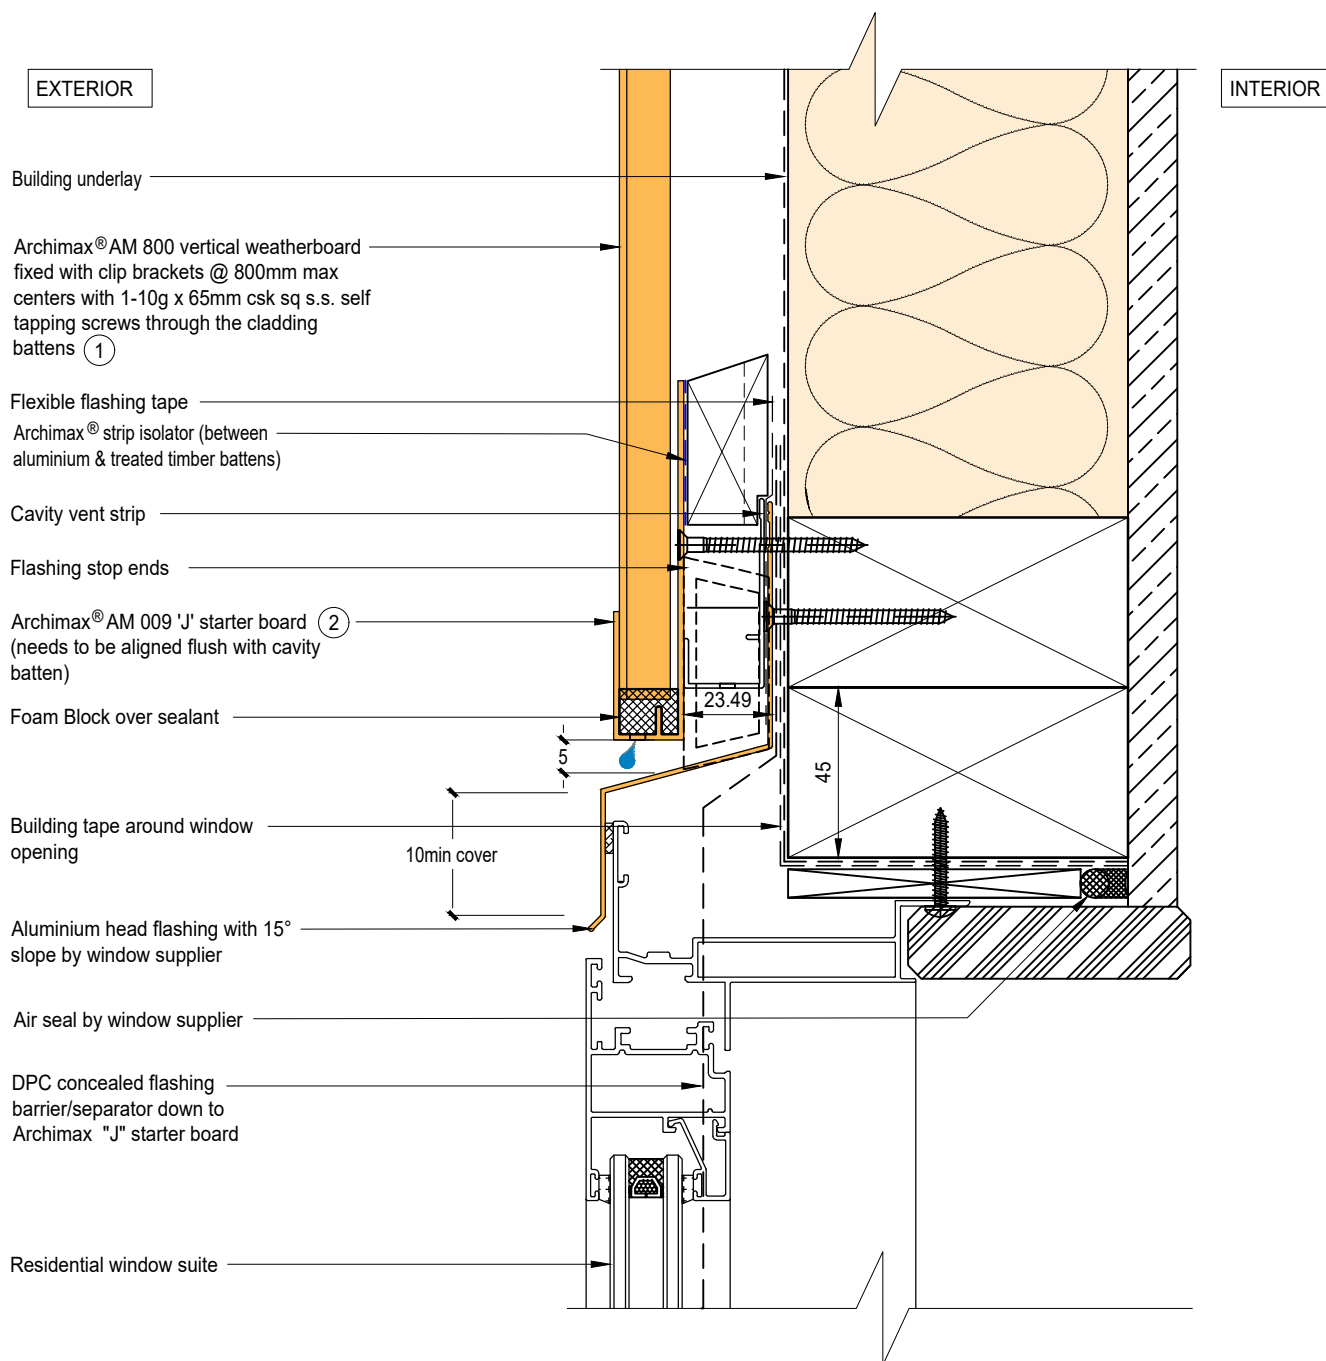 EXTERIOR
INTERIOR
Building underlay
Archimax® AM 800 vertical weatherboard
fixed with clip brackets @ 800mm max
centers with 1-10g x 65mm csk sq s.s. self
tapping screws through the cladding
battens 1
Flexible flashing tape
Archimax® strip isolator (between
aluminium & treated timber battens)
Cavity vent strip
Flashing stop ends
Archimax® AM 009 'J' starter board 2
(needs to be aligned flush with cavity
batten)
Foam Block over sealant
23.49
5
45
Building tape around window
opening
10min cover
Aluminium head flashing with 15°
slope by window supplier
Air seal by window supplier
DPC concealed flashing
barrier/separator down to
Archimax "J" starter board
Residential window suite